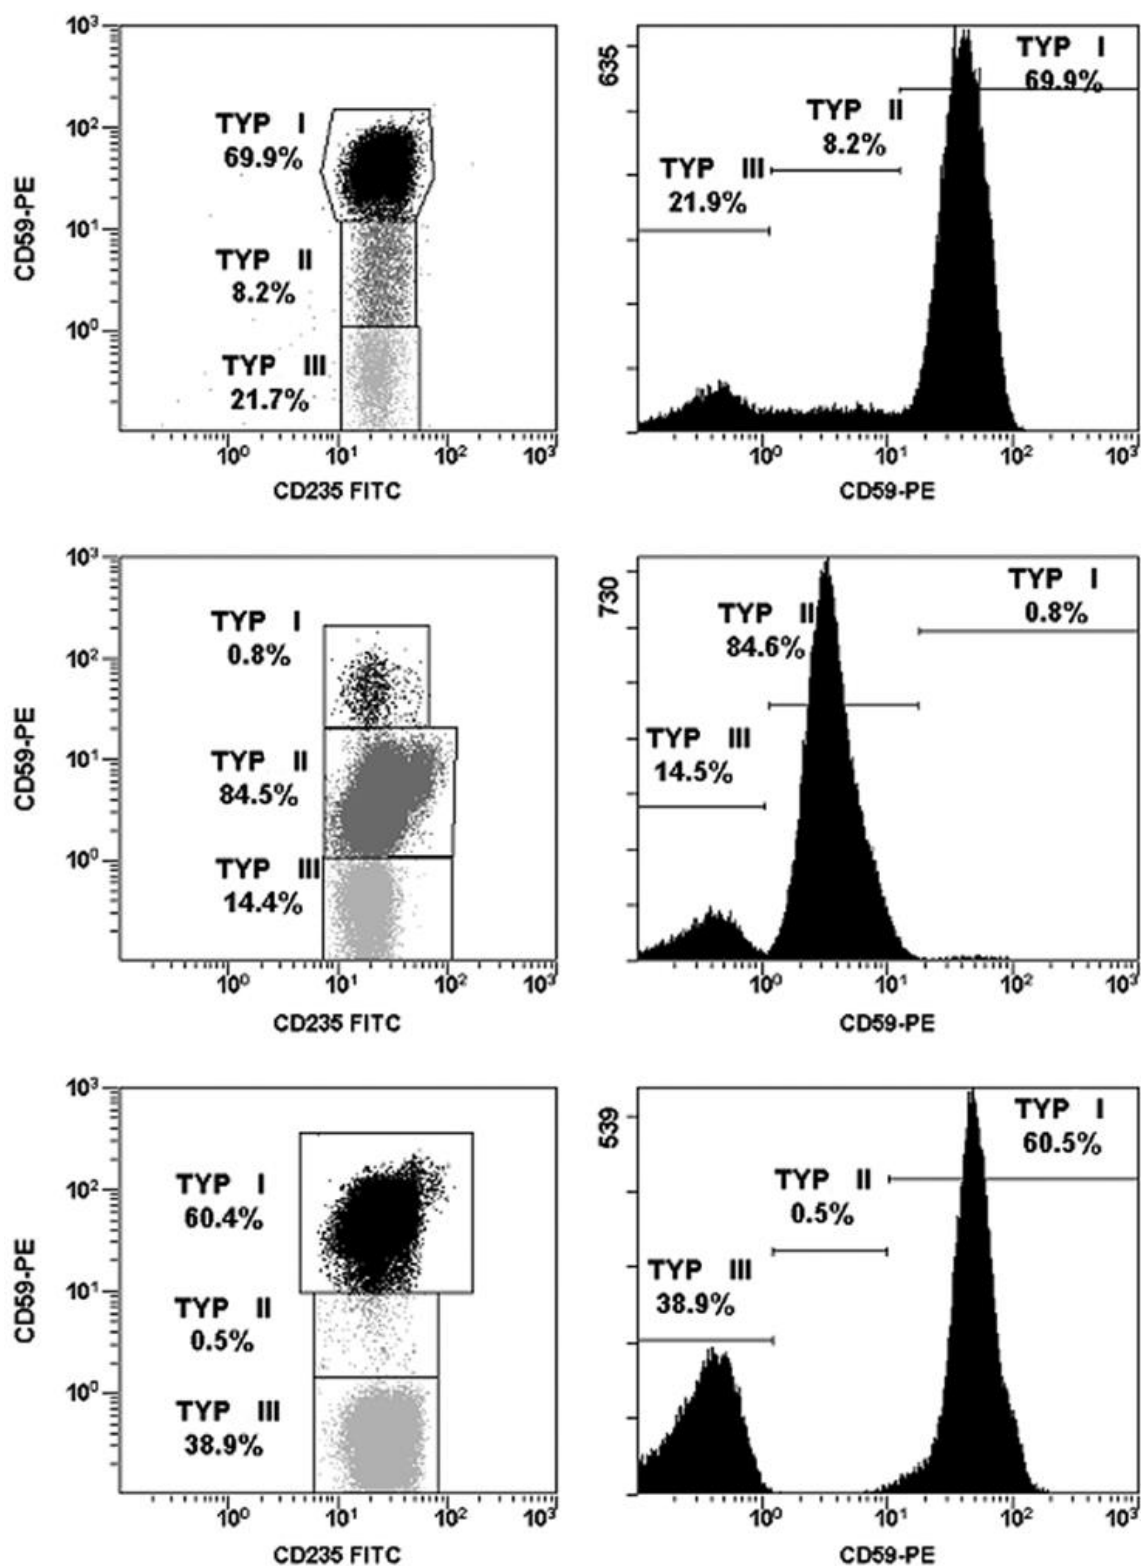 10³
10²
10¹
10⁰
CD59-PE
TYP I
69.9%
TYP II
8.2%
TYP III
21.7%
10⁰ 10¹ 10² 10³
CD235 FITC
635
TYP I
69.9%
TYP II
8.2%
TYP III
21.9%
10⁰ 10¹ 10² 10³
CD59-PE
10³
10²
10¹
10⁰
CD59-PE
TYP I
0.8%
TYP II
84.5%
TYP III
14.4%
10⁰ 10¹ 10² 10³
CD235 FITC
730
TYP I
0.8%
TYP II
84.6%
TYP III
14.5%
10⁰ 10¹ 10² 10³
CD59-PE
10³
10²
10¹
10⁰
CD59-PE
TYP I
60.4%
TYP II
0.5%
TYP III
38.9%
10⁰ 10¹ 10² 10³
CD235 FITC
539
TYP I
60.5%
TYP II
0.5%
TYP III
38.9%
10⁰ 10¹ 10² 10³
CD59-PE